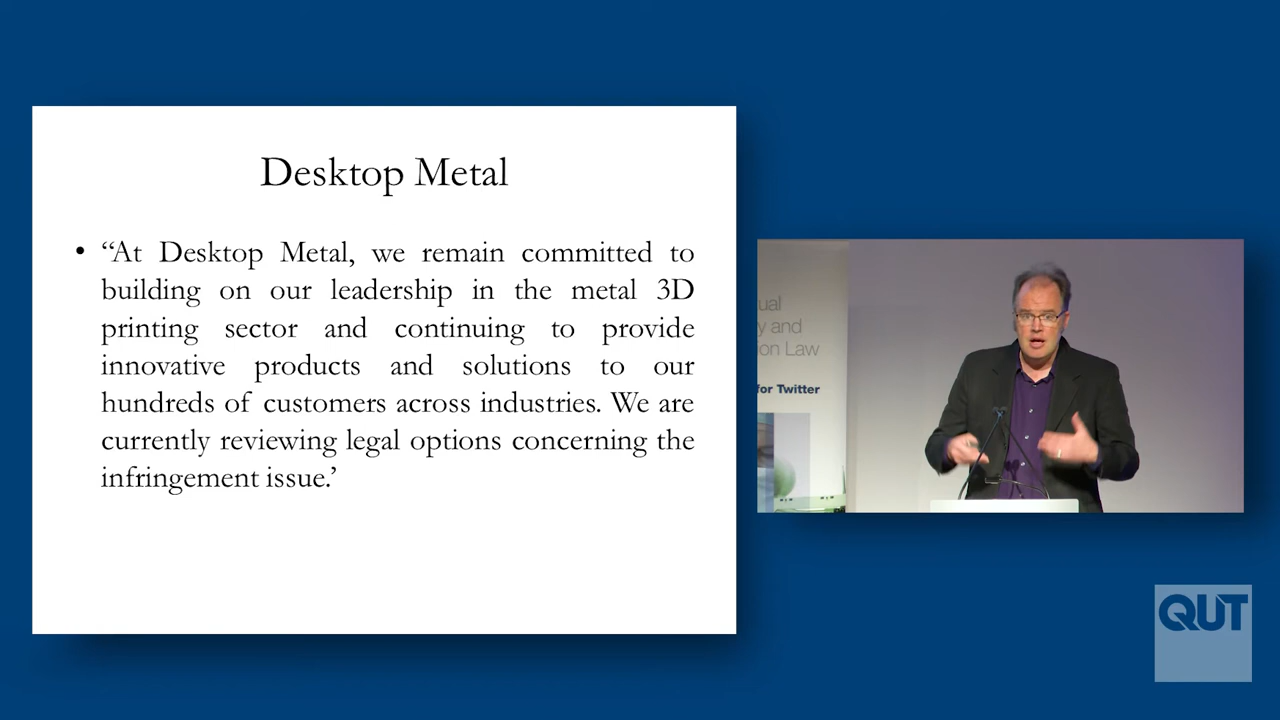 Desktop Metal
• “At Desktop Metal, we remain committed to
building on our leadership in the metal 3D
printing sector and continuing to provide
innovative products and solutions to our
hundreds of customers across industries. We are
currently reviewing legal options concerning the
infringement issue.’
ual
y and
ion Law
for Twitter
QUT